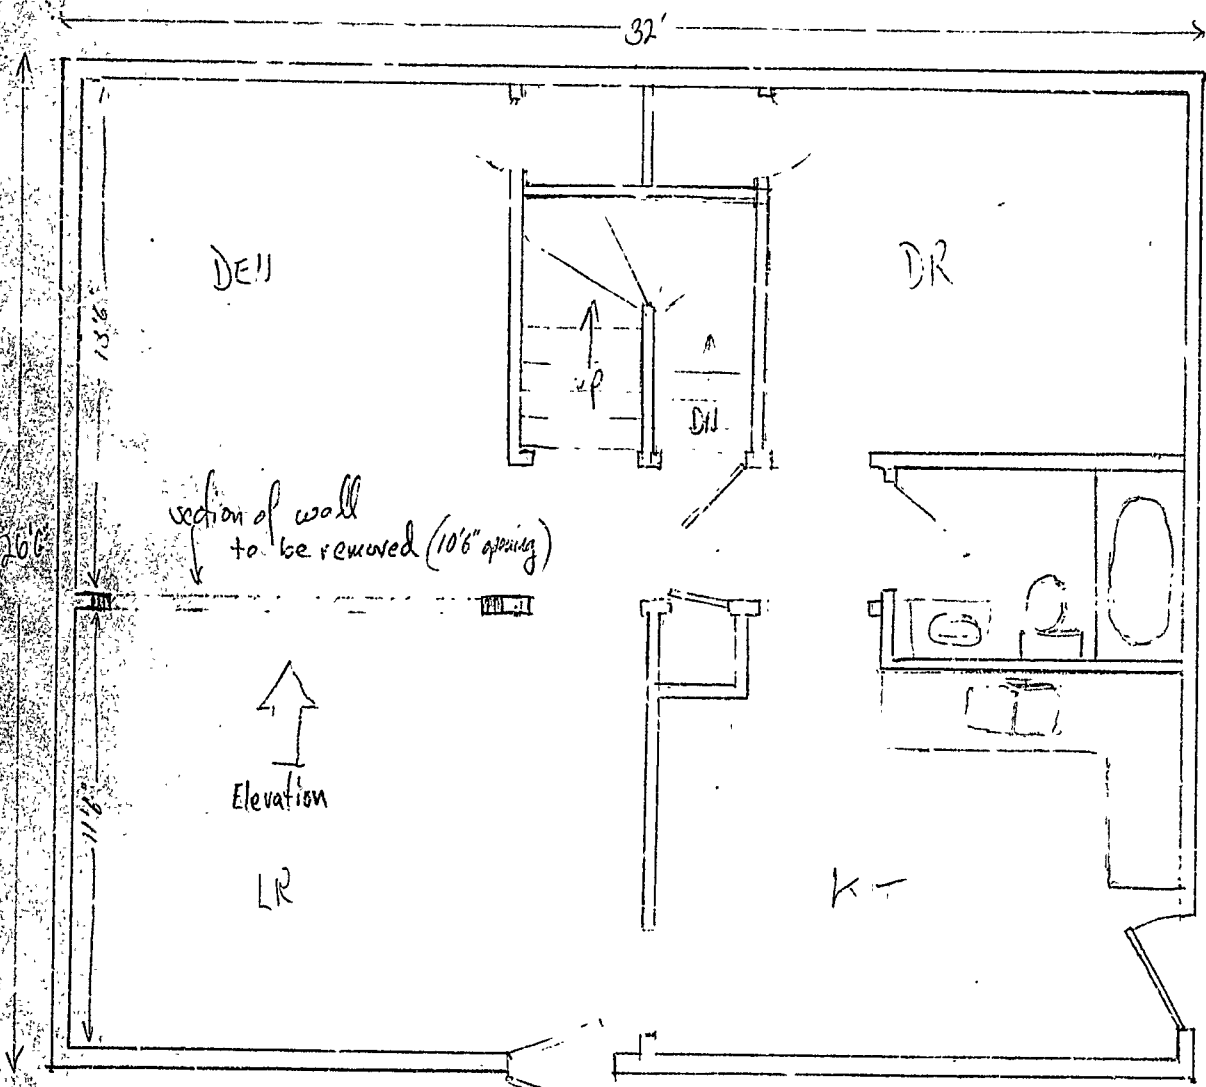 32'
DEN
DR
13'6"
UP
DN
section of wall
to be removed (10'6" opening)
26'6"
Elevation
11'6"
LR
KT